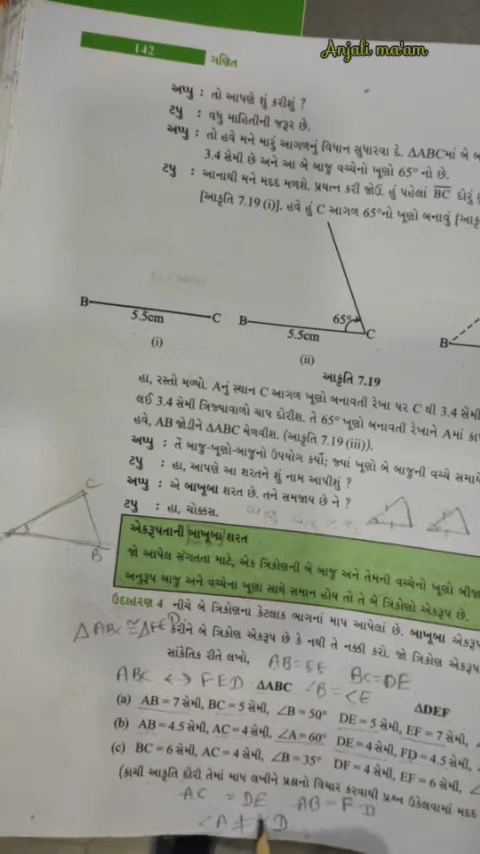 Anjali ma'am
142 ગણિત
અપ્પુ : તો આપણે શું કરીશું ?
ટપુ : વધુ માહિતીની જરૂર છે.
અપ્પુ : તો હવે મને મારું આગળનું વિધાન સુધારવા દે. ΔABCમાં બે બા
3.4 સેમી છે અને આ બે બાજુ વચ્ચેનો ખૂણો 65° નો છે.
ટપુ : આનાથી મને મદદ મળશે. પ્રયત્ન કરી જોઉં. હું પહેલાં BC દોરું
[આકૃતિ 7.19 (i)]. હવે હું C આગળ 65°નો ખૂણો બનાવું [આકૃ
B 5.5cm C
(i)
B 5.5cm 65° C
(ii)
B
આકૃતિ 7.19
હા, રસ્તો મળ્યો. Aનું સ્થાન C આગળ ખૂણો બનાવતી રેખા પર C થી 3.4 સેમી
લઈ 3.4 સેમી ત્રિજ્યાવાળો ચાપ દોરીશ. તે 65° ખૂણો બનાવતી રેખાને Aમાં કા
હવે, AB જોડીને ΔABC મેળવીશ. (આકૃતિ 7.19 (iii)).
અપ્પુ : તેં બાજુ-ખૂણો-બાજુનો ઉપયોગ કર્યો; જ્યાં ખૂણો બે બાજુની વચ્ચે સમાયે
ટપુ : હા, આપણે આ શરતને શું નામ આપીશું ?
અપ્પુ : એ બાખૂબા શરત છે. તને સમજાય છે ને ?
ટપુ : હા, ચોક્કસ.
C
B
એકરૂપતાની બાખૂબા શરત
જો આપેલ સંગતતા માટે, એક ત્રિકોણની બે બાજુ અને તેમની વચ્ચેનો ખૂણો બીજા
અનુરૂપ બાજુ અને વચ્ચેના ખૂણા સાથે સમાન હોય તો તે બે ત્રિકોણો એકરૂપ છે.
ઉદાહરણ 4 નીચે બે ત્રિકોણના કેટલાક ભાગનાં માપ આપેલાં છે. બાખૂબા એકરૂપ
ΔABC ≅ ΔFED કરીને બે ત્રિકોણ એકરૂપ છે કે નથી તે નક્કી કરો. જો ત્રિકોણ એકરૂપ
સાંકેતિક રીતે લખો, AB=FE BC=DE
ABC ↔ FED ΔABC ∠B=∠E ΔDEF
(a) AB = 7 સેમી, BC = 5 સેમી, ∠B = 50° DE = 5 સેમી, EF = 7 સેમી,
(b) AB = 4.5 સેમી, AC = 4 સેમી, ∠A = 60° DE = 4 સેમી, FD = 4.5 સેમી,
(c) BC = 6 સેમી, AC = 4 સેમી, ∠B = 35° DF = 4 સેમી, EF = 6 સેમી,
(કાચી આકૃતિ દોરી તેમાં માપ લખીને પ્રશ્નનો વિચાર કરવાથી પ્રશ્ન ઉકેલવામાં મદદ
AC = DE AB = FD
∠A ≠ ∠D